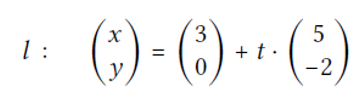 l : (x y) = (3 0) + t · (5 −2)